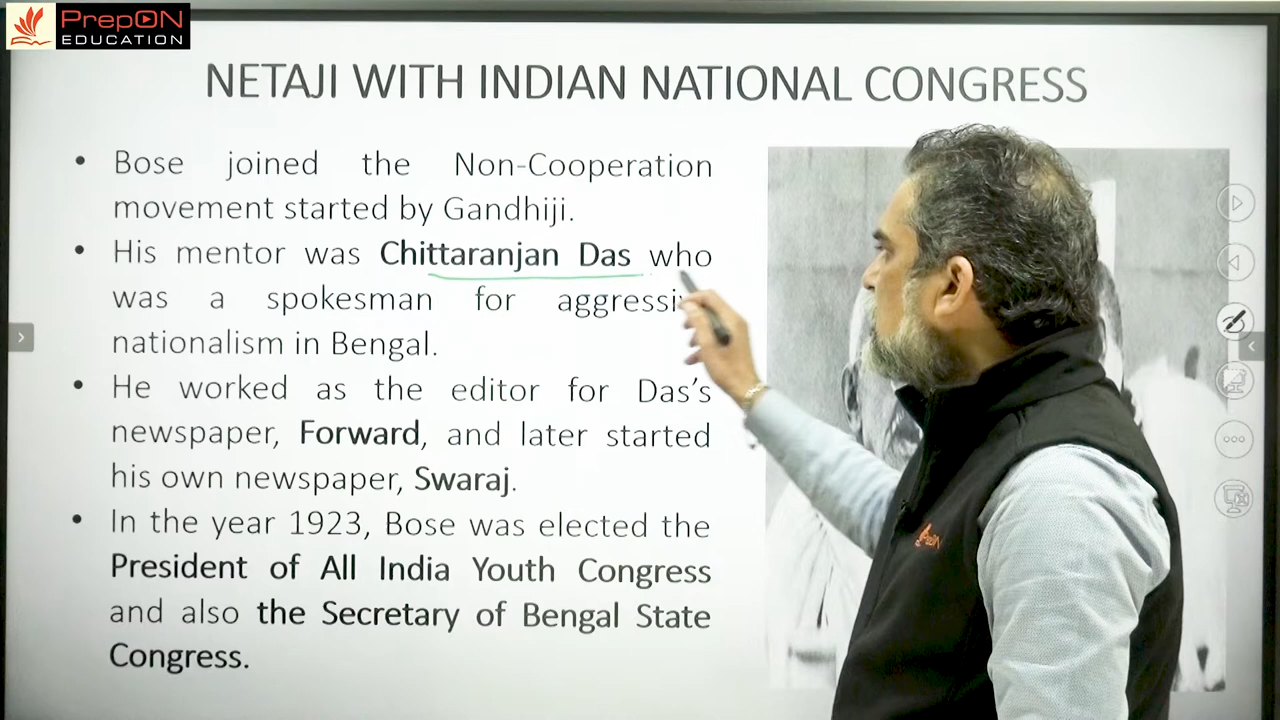 PrepON
EDUCATION
NETAJI WITH INDIAN NATIONAL CONGRESS
• Bose joined the Non-Cooperation
movement started by Gandhiji.
• His mentor was Chittaranjan Das who
was a spokesman for aggressi
nationalism in Bengal.
• He worked as the editor for Das's
newspaper, Forward, and later started
his own newspaper, Swaraj.
• In the year 1923, Bose was elected the
President of All India Youth Congress
and also the Secretary of Bengal State
Congress.